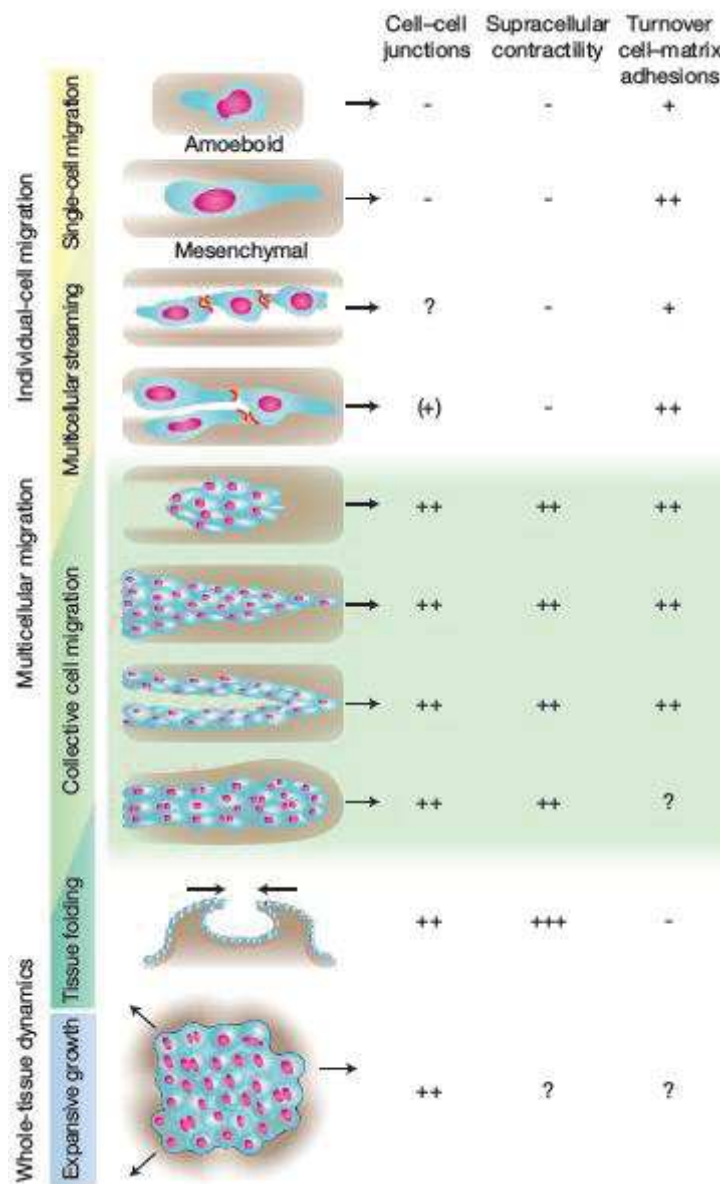 Cell–cell junctions
Supracellular contractility
Turnover cell–matrix adhesions
Individual-cell migration
Multicellular migration
Whole-tissue dynamics
Single-cell migration
Multicellular streaming
Collective cell migration
Tissue folding
Expansive growth
- - +
Amoeboid
- - ++
Mesenchymal
? - +
(+) - ++
++ ++ ++
++ ++ ++
++ ++ ++
++ ++ ?
++ +++ -
++ ? ?